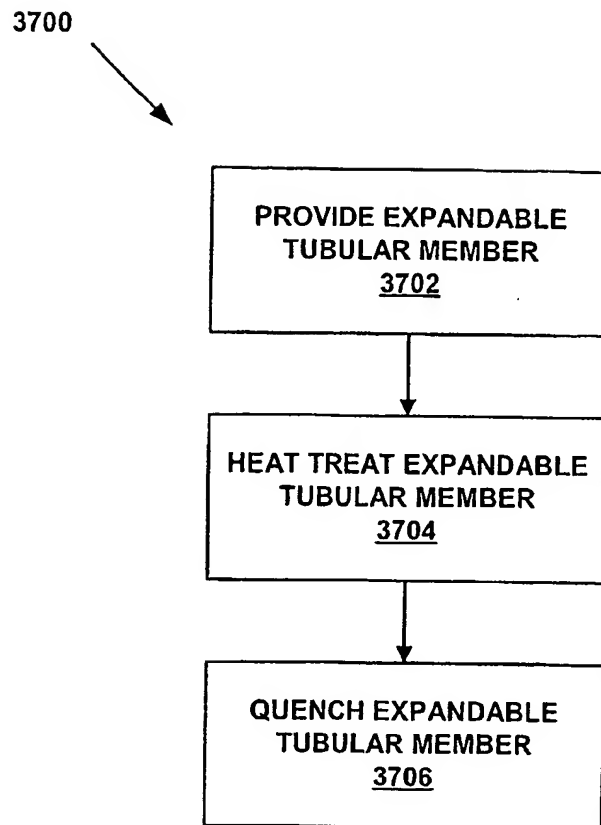 3700
PROVIDE EXPANDABLE
TUBULAR MEMBER
3702
HEAT TREAT EXPANDABLE
TUBULAR MEMBER
3704
QUENCH EXPANDABLE
TUBULAR MEMBER
3706